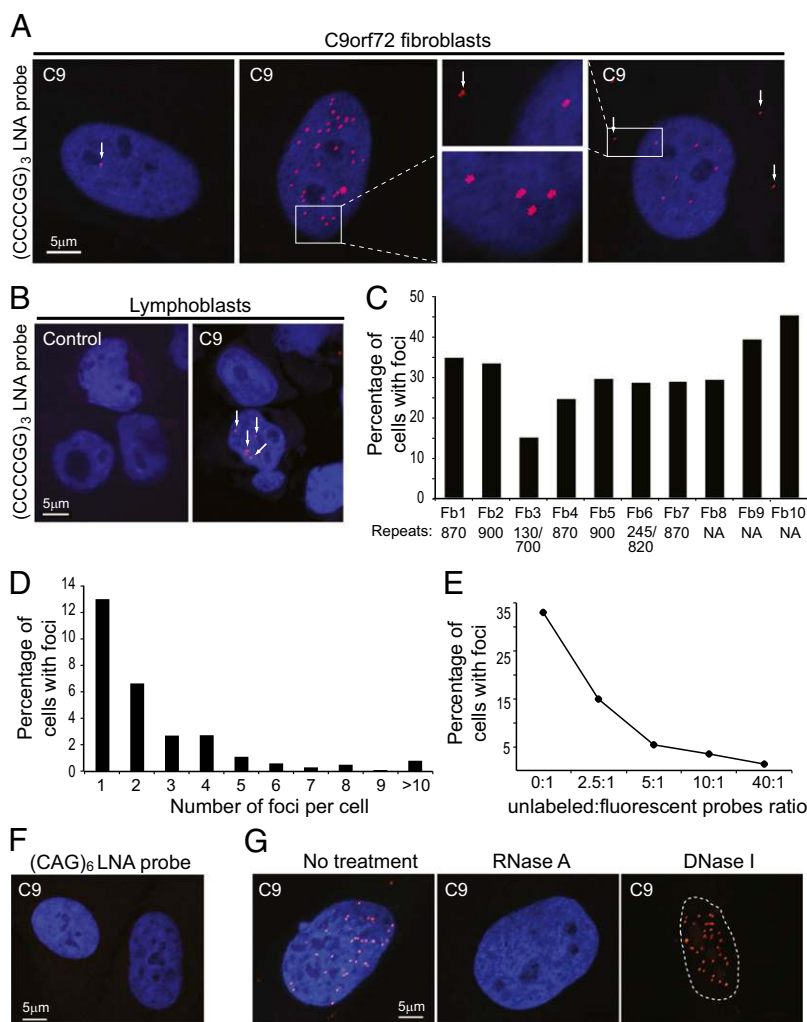 A
C9orf72 fibroblasts
(CCCCGG)3 LNA probe
C9
C9
C9
5μm
B
Lymphoblasts
(CCCCGG)3 LNA probe
Control
C9
5μm
C
Percentage of
cells with foci
50
45
40
30
20
10
0
Fb1 Fb2 Fb3 Fb4 Fb5 Fb6 Fb7 Fb8 Fb9 Fb10
Repeats: 870 900 130/ 870 900 245/ 870 NA NA NA
700 820
D
Percentage of
cells with foci
14
12
10
8
6
4
2
0
1 2 3 4 5 6 7 8 9 >10
Number of foci per cell
E
Percentage of
cells with foci
35
25
15
5
0:1 2.5:1 5:1 10:1 40:1
unlabeled:fluorescent probes ratio
F
(CAG)6 LNA probe
C9
5μm
G
No treatment RNase A DNase I
C9 C9 C9
5μm